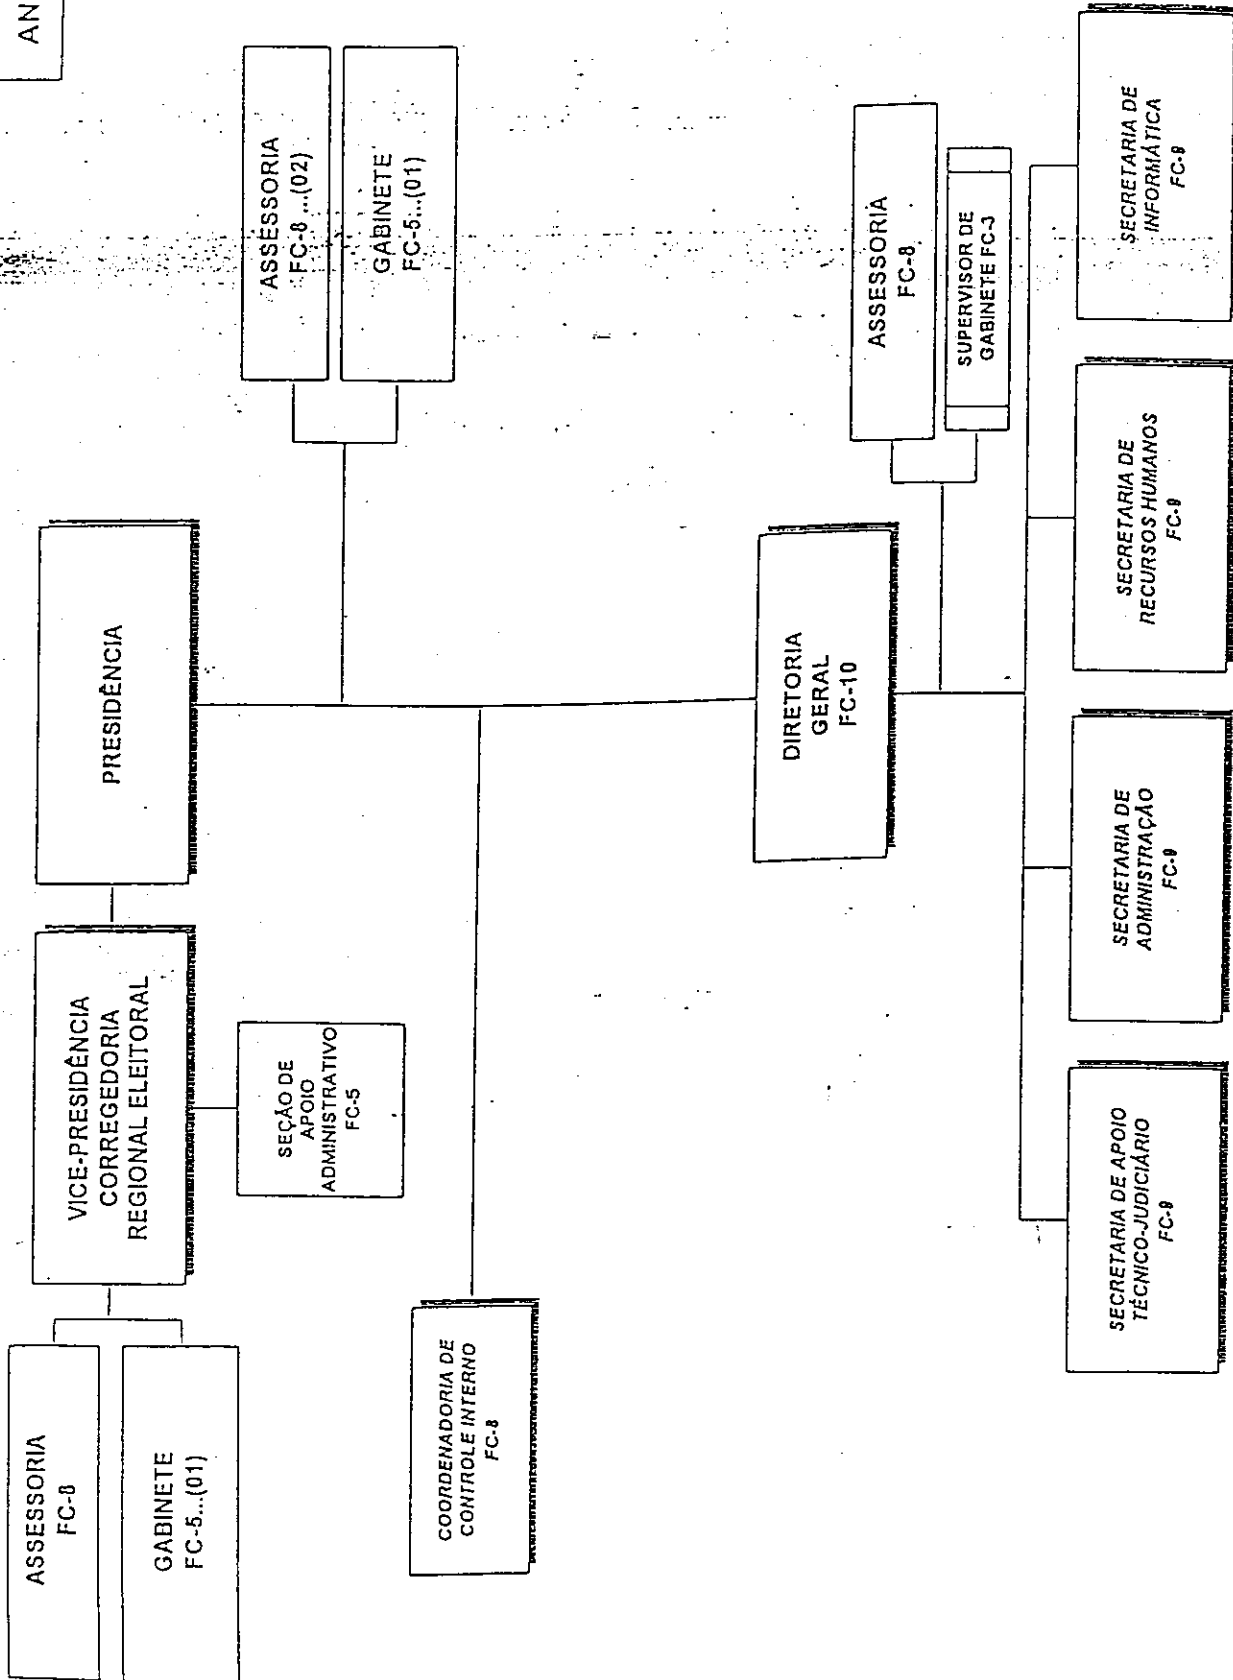 AN
PRESIDÊNCIA
VICE-PRESIDÊNCIA
CORREGEDORIA
REGIONAL ELEITORAL
ASSESSORIA
FC-8
GABINETE
FC-5...(01)
SEÇÃO DE
APOIO
ADMINISTRATIVO
FC-5
ASSESSORIA
FC-8 ...(02)
GABINETE
FC-5...(01)
COORDENADORIA DE
CONTROLE INTERNO
FC-8
DIRETORIA
GERAL
FC-10
ASSESSORIA
FC-8
SUPERVISOR DE
GABINETE FC-3
SECRETARIA DE APOIO
TÉCNICO-JUDICIÁRIO
FC-9
SECRETARIA DE
ADMINISTRAÇÃO
FC-9
SECRETARIA DE
RECURSOS HUMANOS
FC-9
SECRETARIA DE
INFORMÁTICA
FC-9